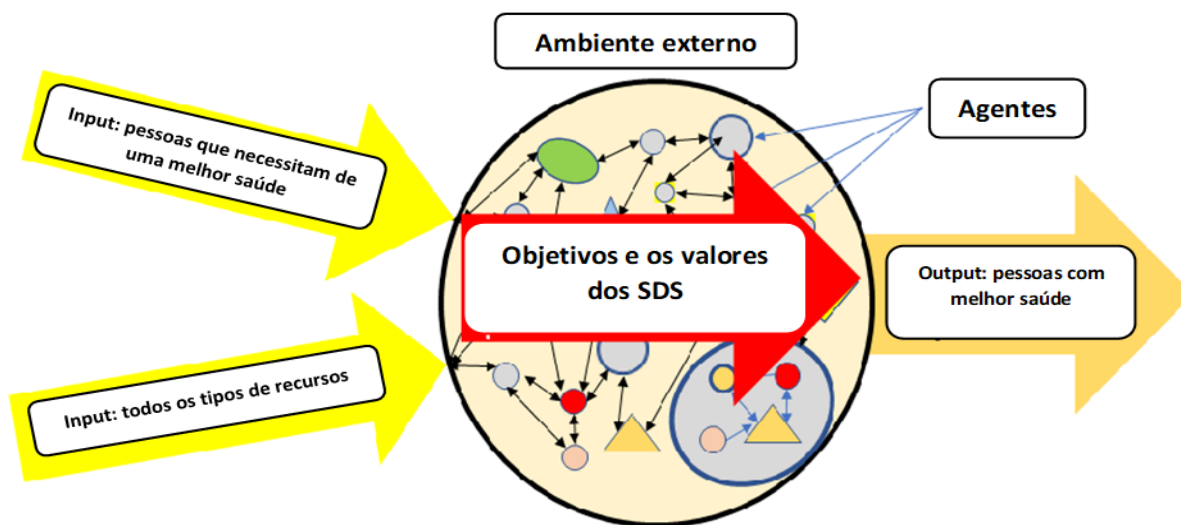 Ambiente externo
Agentes
Input: pessoas que necessitam de
uma melhor saúde
Objetivos e os valores
dos SDS
Output: pessoas com
melhor saúde
Input: todos os tipos de recursos